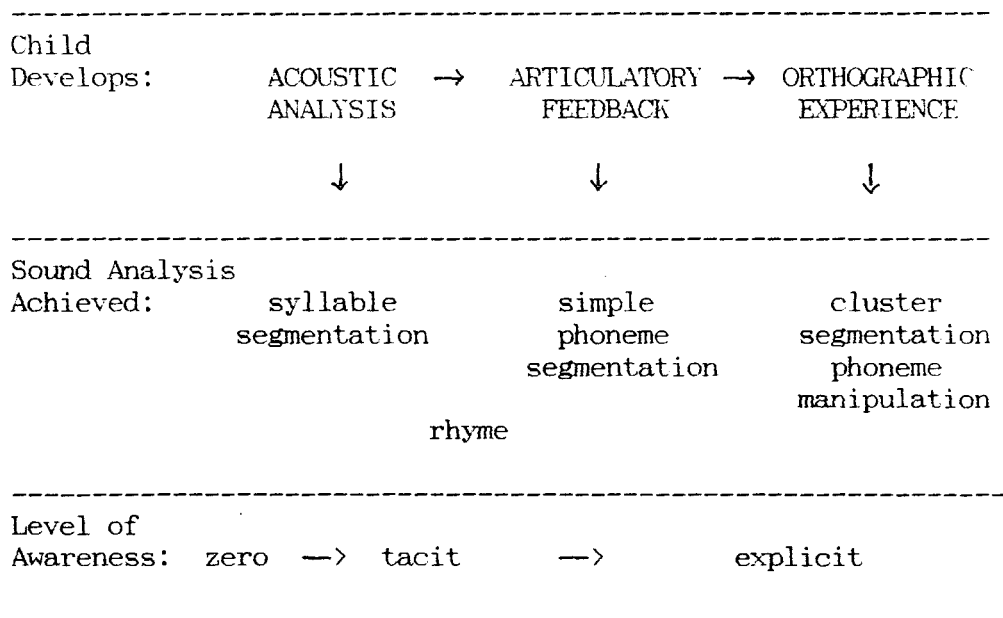 Child
Develops: ACOUSTIC → ARTICULATORY → ORTHOGRAPHIC
ANALYSIS FEEDBACK EXPERIENCE
↓ ↓ ↓
Sound Analysis
Achieved: syllable simple cluster
segmentation phoneme segmentation
segmentation phoneme
manipulation
rhyme
Level of
Awareness: zero —> tacit —> explicit